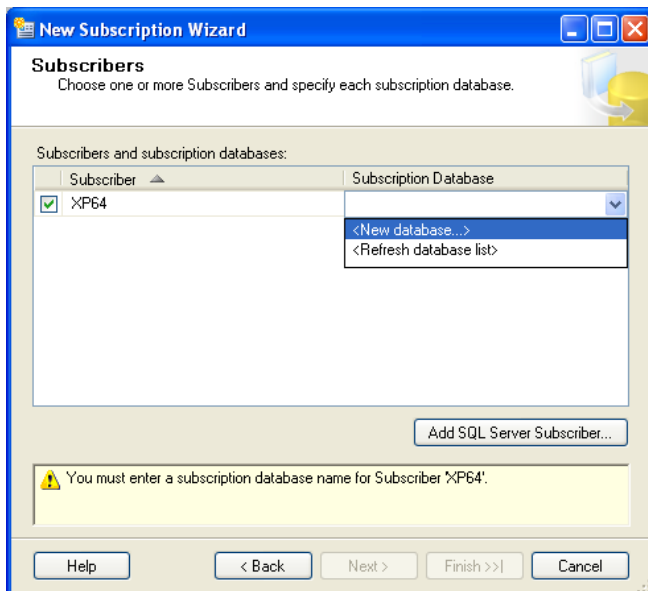 New Subscription Wizard
Subscribers
Choose one or more Subscribers and specify each subscription database.
Subscribers and subscription databases:
Subscriber Subscription Database
XP64
<New database...>
<Refresh database list>
Add SQL Server Subscriber...
You must enter a subscription database name for Subscriber 'XP64'.
Help < Back Next > Finish >>| Cancel